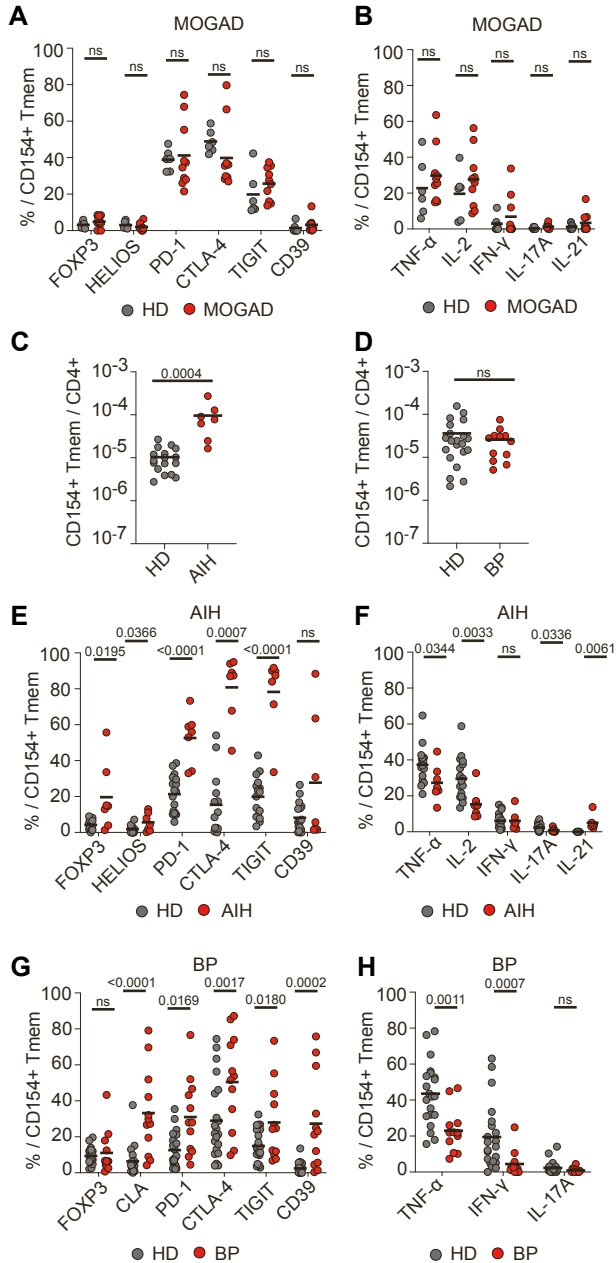 A
MOGAD
ns ns ns ns ns ns
% / CD154+ Tmem
100
80
60
40
20
0
FOXP3 HELIOS PD-1 CTLA-4 TIGIT CD39
HD MOGAD
B
MOGAD
ns ns ns ns ns
% / CD154+ Tmem
100
80
60
40
20
0
TNF-α IL-2 IFN-γ IL-17A IL-21
HD MOGAD
C
0.0004
CD154+ Tmem / CD4+
10-3
10-4
10-5
10-6
10-7
HD AIH
D
ns
CD154+ Tmem / CD4+
10-3
10-4
10-5
10-6
10-7
HD BP
E
AIH
0.0195 0.0366 <0.0001 0.0007 <0.0001 ns
% / CD154+ Tmem
100
80
60
40
20
0
FOXP3 HELIOS PD-1 CTLA-4 TIGIT CD39
HD AIH
F
AIH
0.0344 0.0033 ns 0.0336 0.0061
% / CD154+ Tmem
100
80
60
40
20
0
TNF-α IL-2 IFN-γ IL-17A IL-21
HD AIH
G
BP
ns <0.0001 0.0169 0.0017 0.0180 0.0002
% / CD154+ Tmem
100
80
60
40
20
0
FOXP3 CLA PD-1 CTLA-4 TIGIT CD39
HD BP
H
BP
0.0011 0.0007 ns
% / CD154+ Tmem
100
80
60
40
20
0
TNF-α IFN-γ IL-17A
HD BP